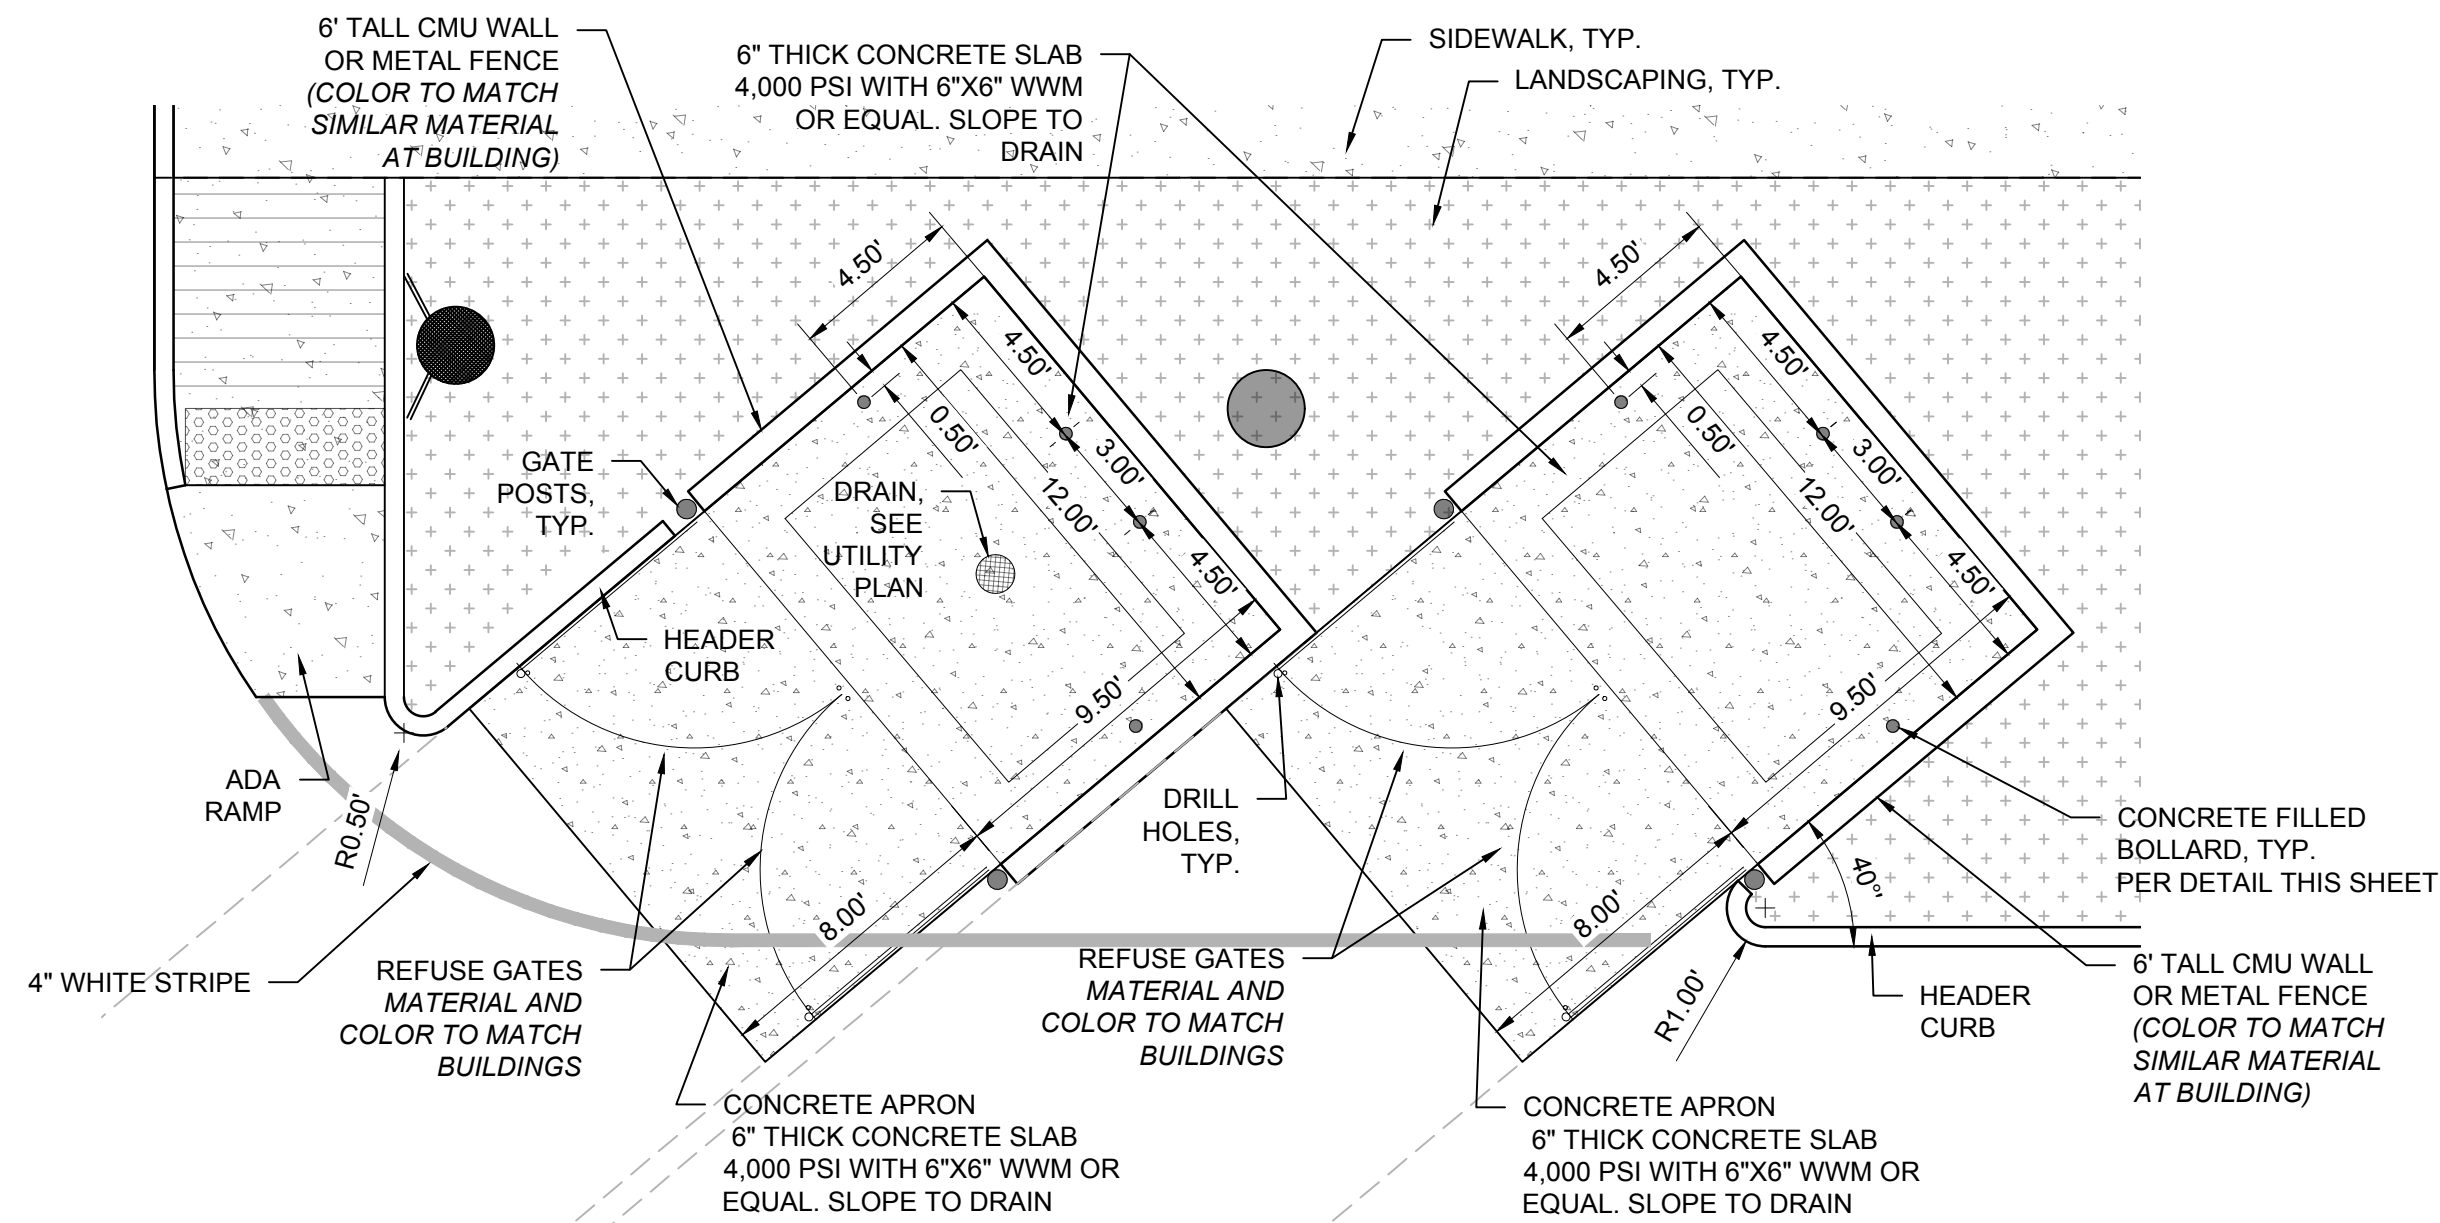 6' TALL CMU WALL
OR METAL FENCE
(COLOR TO MATCH
SIMILAR MATERIAL
AT BUILDING)
6" THICK CONCRETE SLAB
4,000 PSI WITH 6"X6" WWM
OR EQUAL. SLOPE TO
DRAIN
SIDEWALK, TYP.
LANDSCAPING, TYP.
4.50'
4.50'
0.50'
3.00'
12.00'
4.50'
9.50'
8.00'
4.50'
4.50'
0.50'
3.00'
12.00'
4.50'
9.50'
8.00'
GATE
POSTS,
TYP.
DRAIN,
SEE
UTILITY
PLAN
HEADER
CURB
ADA
RAMP
R0.50'
4" WHITE STRIPE
REFUSE GATES
MATERIAL AND
COLOR TO MATCH
BUILDINGS
DRILL
HOLES,
TYP.
REFUSE GATES
MATERIAL AND
COLOR TO MATCH
BUILDINGS
CONCRETE FILLED
BOLLARD, TYP.
PER DETAIL THIS SHEET
40°'
R1.00'
HEADER
CURB
6' TALL CMU WALL
OR METAL FENCE
(COLOR TO MATCH
SIMILAR MATERIAL
AT BUILDING)
CONCRETE APRON
6" THICK CONCRETE SLAB
4,000 PSI WITH 6"X6" WWM OR
EQUAL. SLOPE TO DRAIN
CONCRETE APRON
6" THICK CONCRETE SLAB
4,000 PSI WITH 6"X6" WWM OR
EQUAL. SLOPE TO DRAIN